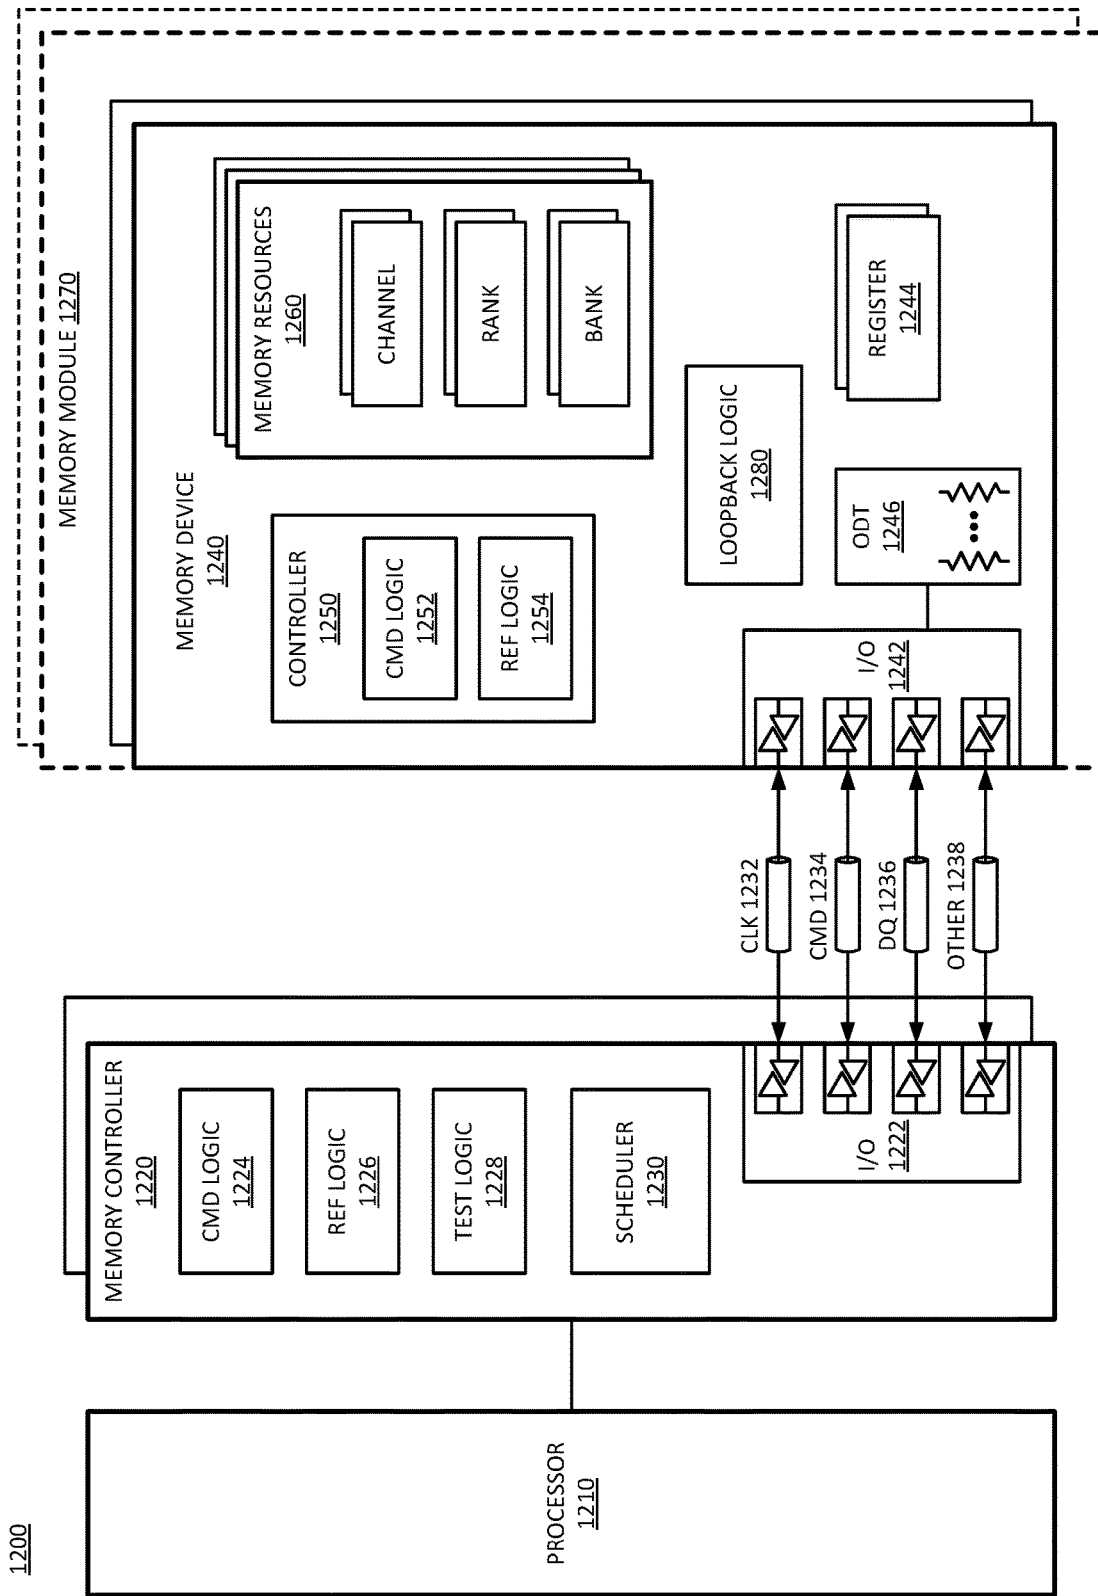 1200
PROCESSOR
1210
MEMORY CONTROLLER
1220
CMD LOGIC
1224
REF LOGIC
1226
TEST LOGIC
1228
SCHEDULER
1230
I/O
1222
CLK 1232
CMD 1234
DQ 1236
OTHER 1238
MEMORY MODULE 1270
MEMORY DEVICE
1240
CONTROLLER
1250
CMD LOGIC
1252
REF LOGIC
1254
MEMORY RESOURCES
1260
CHANNEL
RANK
BANK
LOOPBACK LOGIC
1280
I/O
1242
ODT
1246
REGISTER
1244